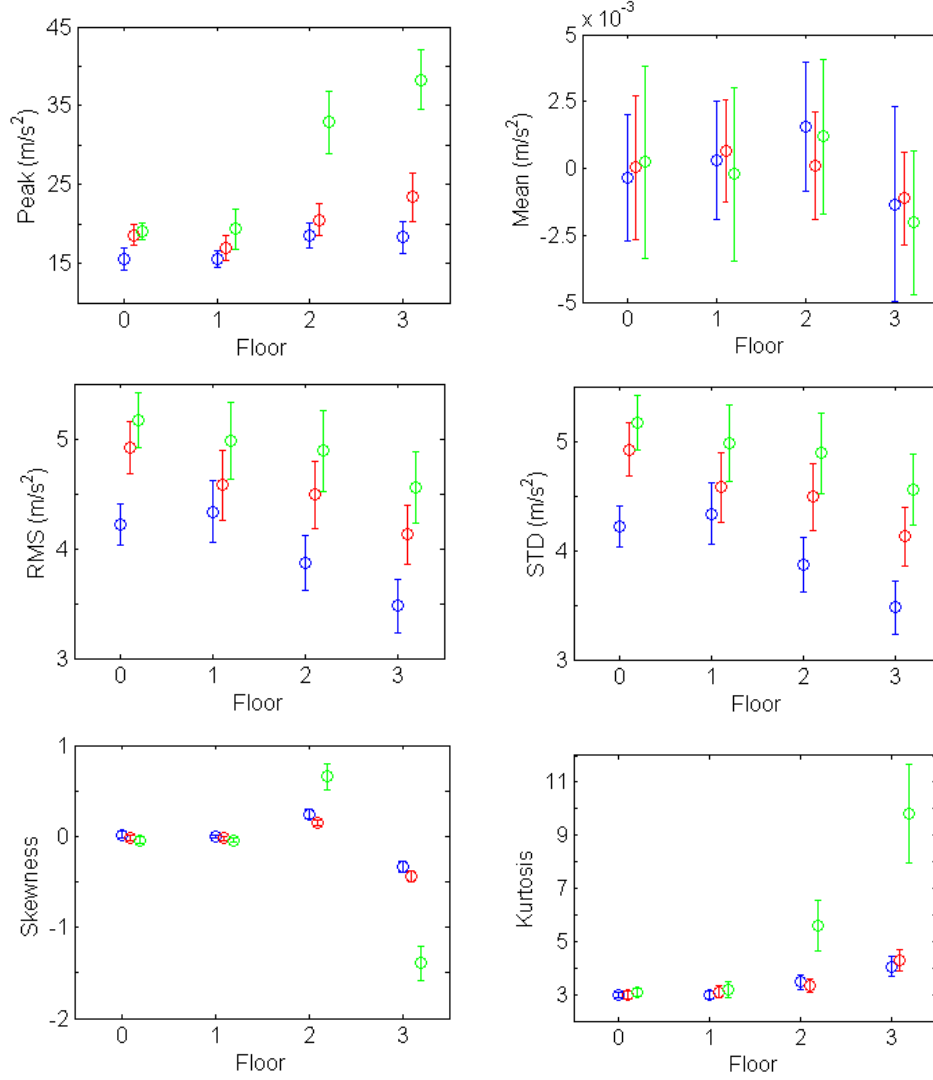 45
35
25
15
Peak (m/s²)
0 1 2 3
Floor
× 10⁻³
5
2.5
0
-2.5
-5
Mean (m/s²)
0 1 2 3
Floor
5
4
3
RMS (m/s²)
0 1 2 3
Floor
5
4
3
STD (m/s²)
0 1 2 3
Floor
1
0
-1
-2
Skewness
0 1 2 3
Floor
11
9
7
5
3
Kurtosis
0 1 2 3
Floor